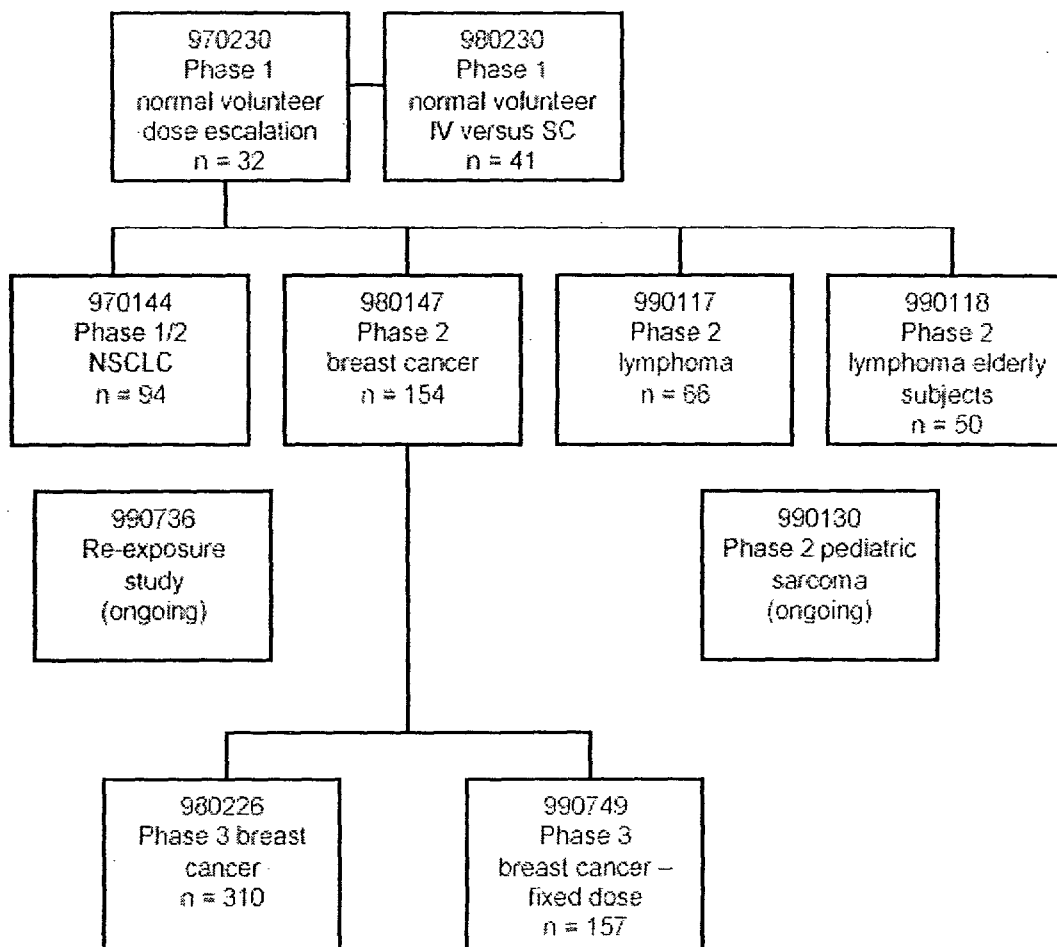 970230
Phase 1
normal volunteer
dose escalation
n = 32
980230
Phase 1
normal volunteer
IV versus SC
n = 41
970144
Phase 1/2
NSCLC
n = 94
980147
Phase 2
breast cancer
n = 154
990117
Phase 2
lymphoma
n = 66
990118
Phase 2
lymphoma elderly
subjects
n = 50
990736
Re-exposure
study
(ongoing)
990130
Phase 2 pediatric
sarcoma
(ongoing)
980226
Phase 3 breast
cancer
n = 310
990749
Phase 3
breast cancer –
fixed dose
n = 157